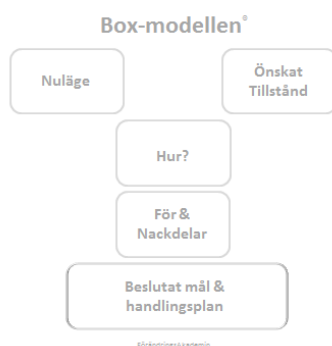 Box-modellen®
Nuläge
Önskat
Tillstånd
Hur?
För &
Nackdelar
Beslutat mål &
handlingsplan